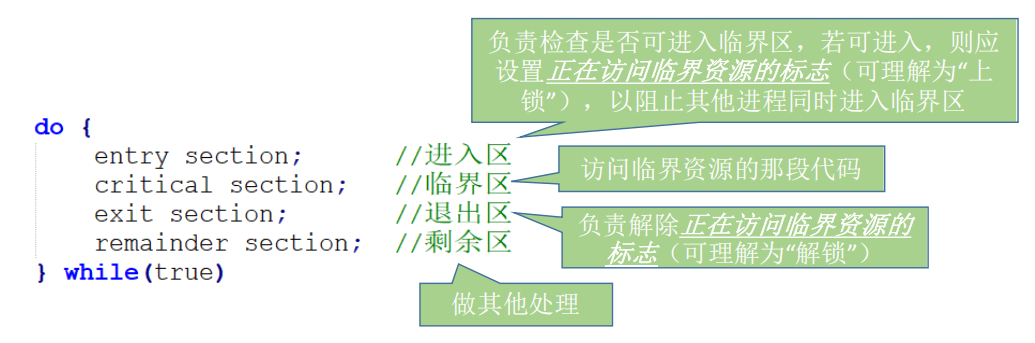 负责检查是否可进入临界区，若可进入，则应
设置正在访问临界资源的标志（可理解为“上
锁”），以阻止其他进程同时进入临界区
do {
entry section; //进入区
critical section; //临界区
exit section; //退出区
remainder section; //剩余区
} while(true)
访问临界资源的那段代码
负责解除正在访问临界资源的
标志（可理解为“解锁”）
做其他处理